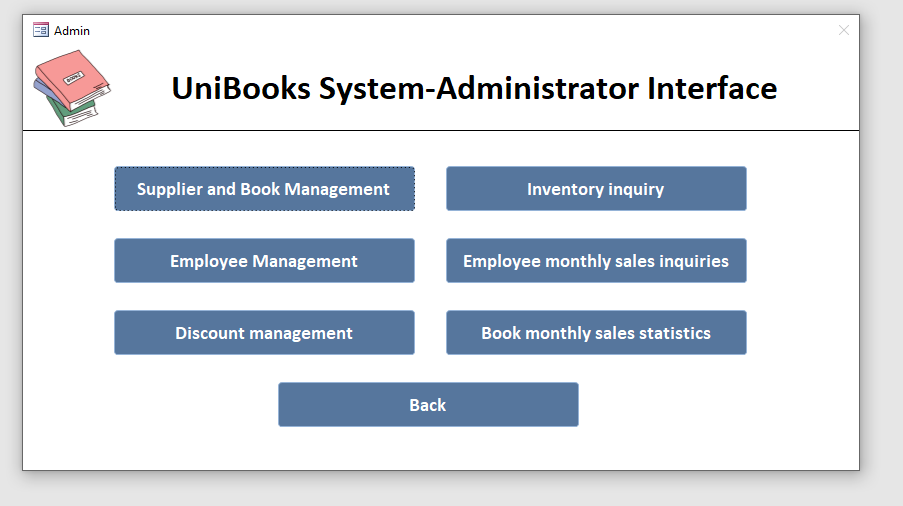 Admin
BOOKS
UniBooks System-Administrator Interface
Supplier and Book Management
Inventory inquiry
Employee Management
Employee monthly sales inquiries
Discount management
Book monthly sales statistics
Back